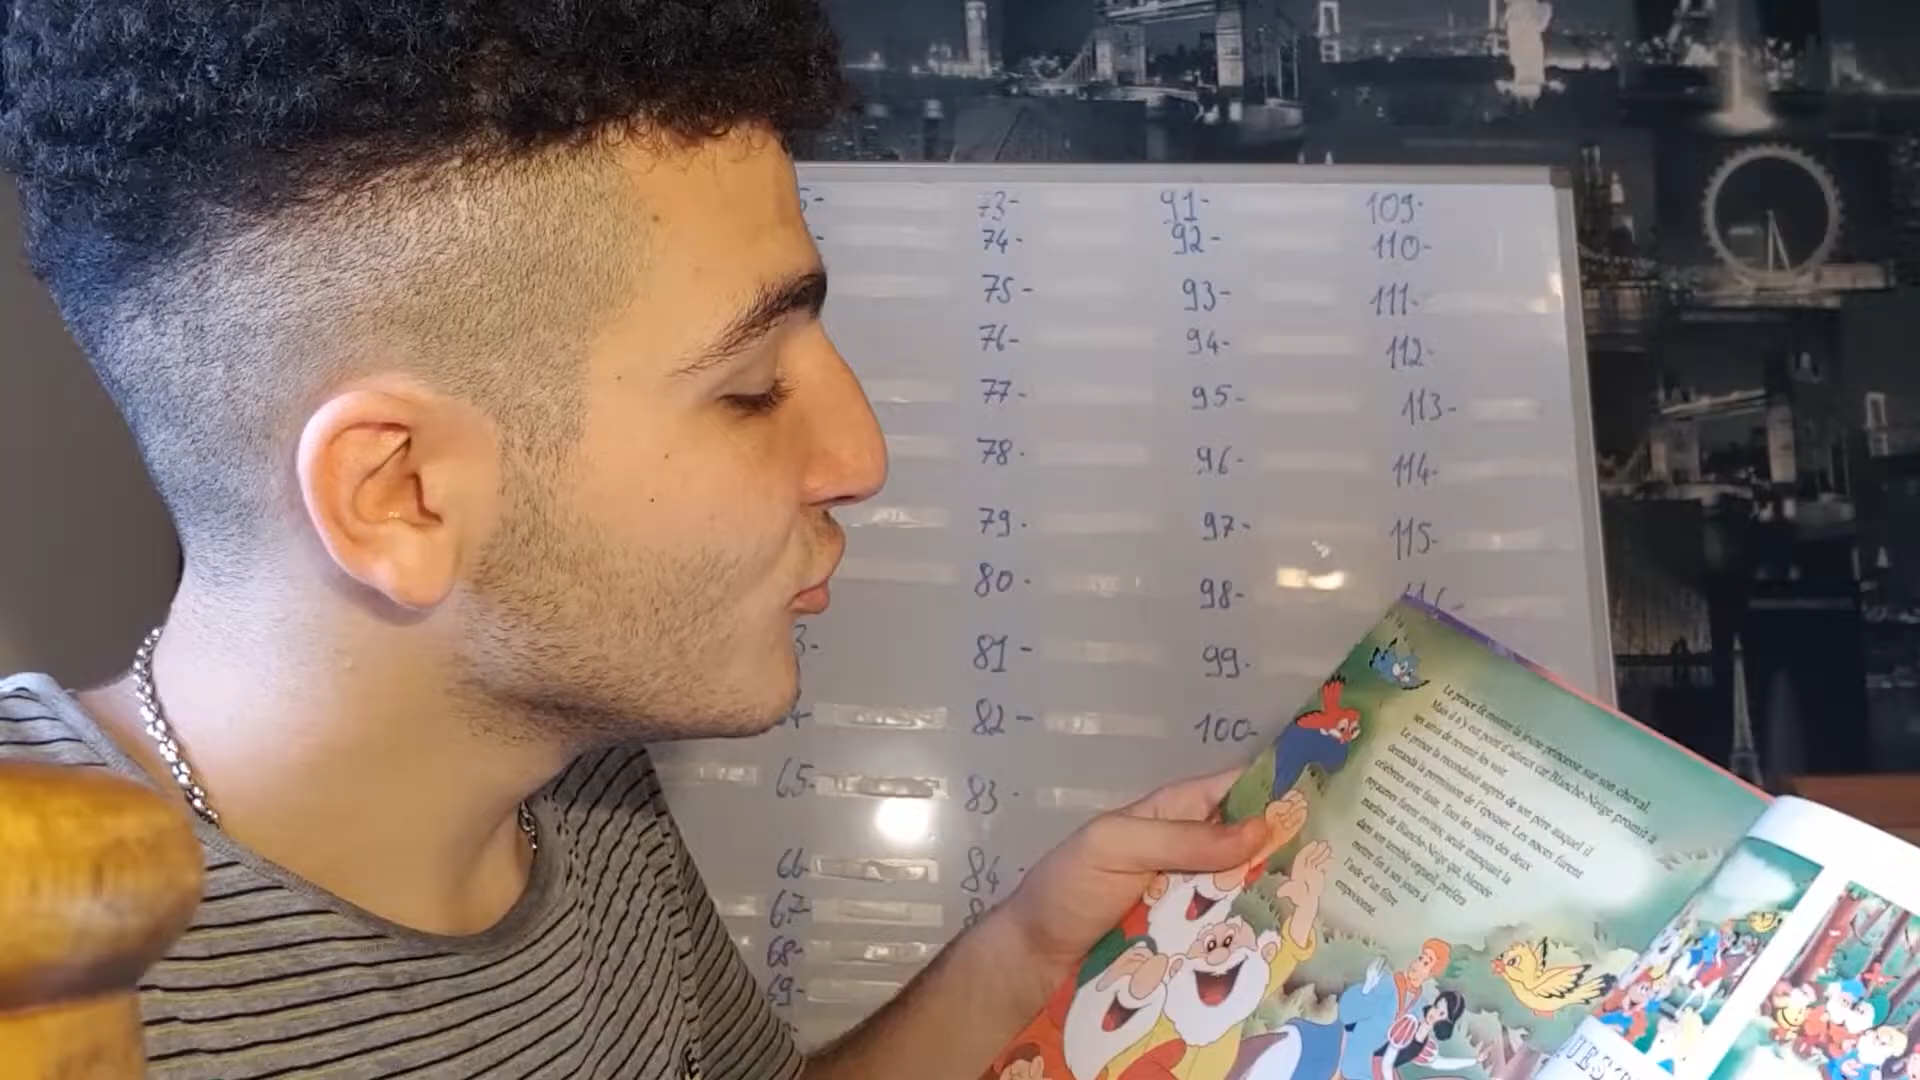 73-
74-
75-
76-
77-
78-
79-
80-
81-
82-
83-
84-
91-
92-
93-
94-
95-
96-
97-
98-
99-
100-
109-
110-
111-
112-
113-
114-
115-
65-
66-
67-
68-
Le prince fit monter la jeune princesse sur son cheval.
Mais il n'y eut point d'adieux car Blanche-Neige promit à
ses amis de revenir les voir.
Le prince la reconduisit auprès de son père auquel il
demanda la permission de l'épouser. Les noces furent
célébrées avec faste. Tous les sujets des deux
royaumes furent invités; seule manquait la
marâtre de Blanche-Neige qui, blessée
dans son terrible orgueil, préféra
mettre fin à ses jours à
l'aide d'un filtre
empoisonné.